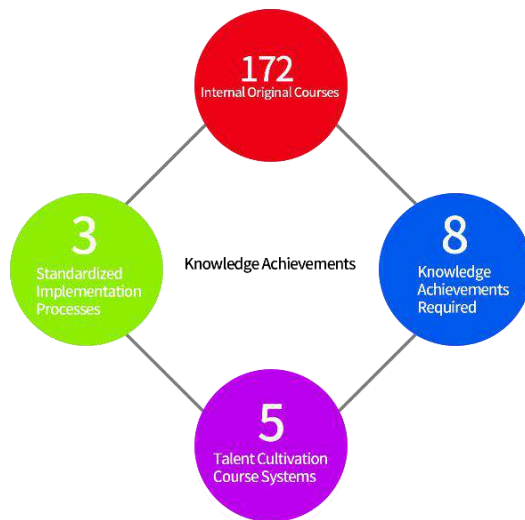 172
Internal Original Courses
3
Standardized
Implementation
Processes
Knowledge Achievements
8
Knowledge
Achievements
Required
5
Talent Cultivation
Course Systems